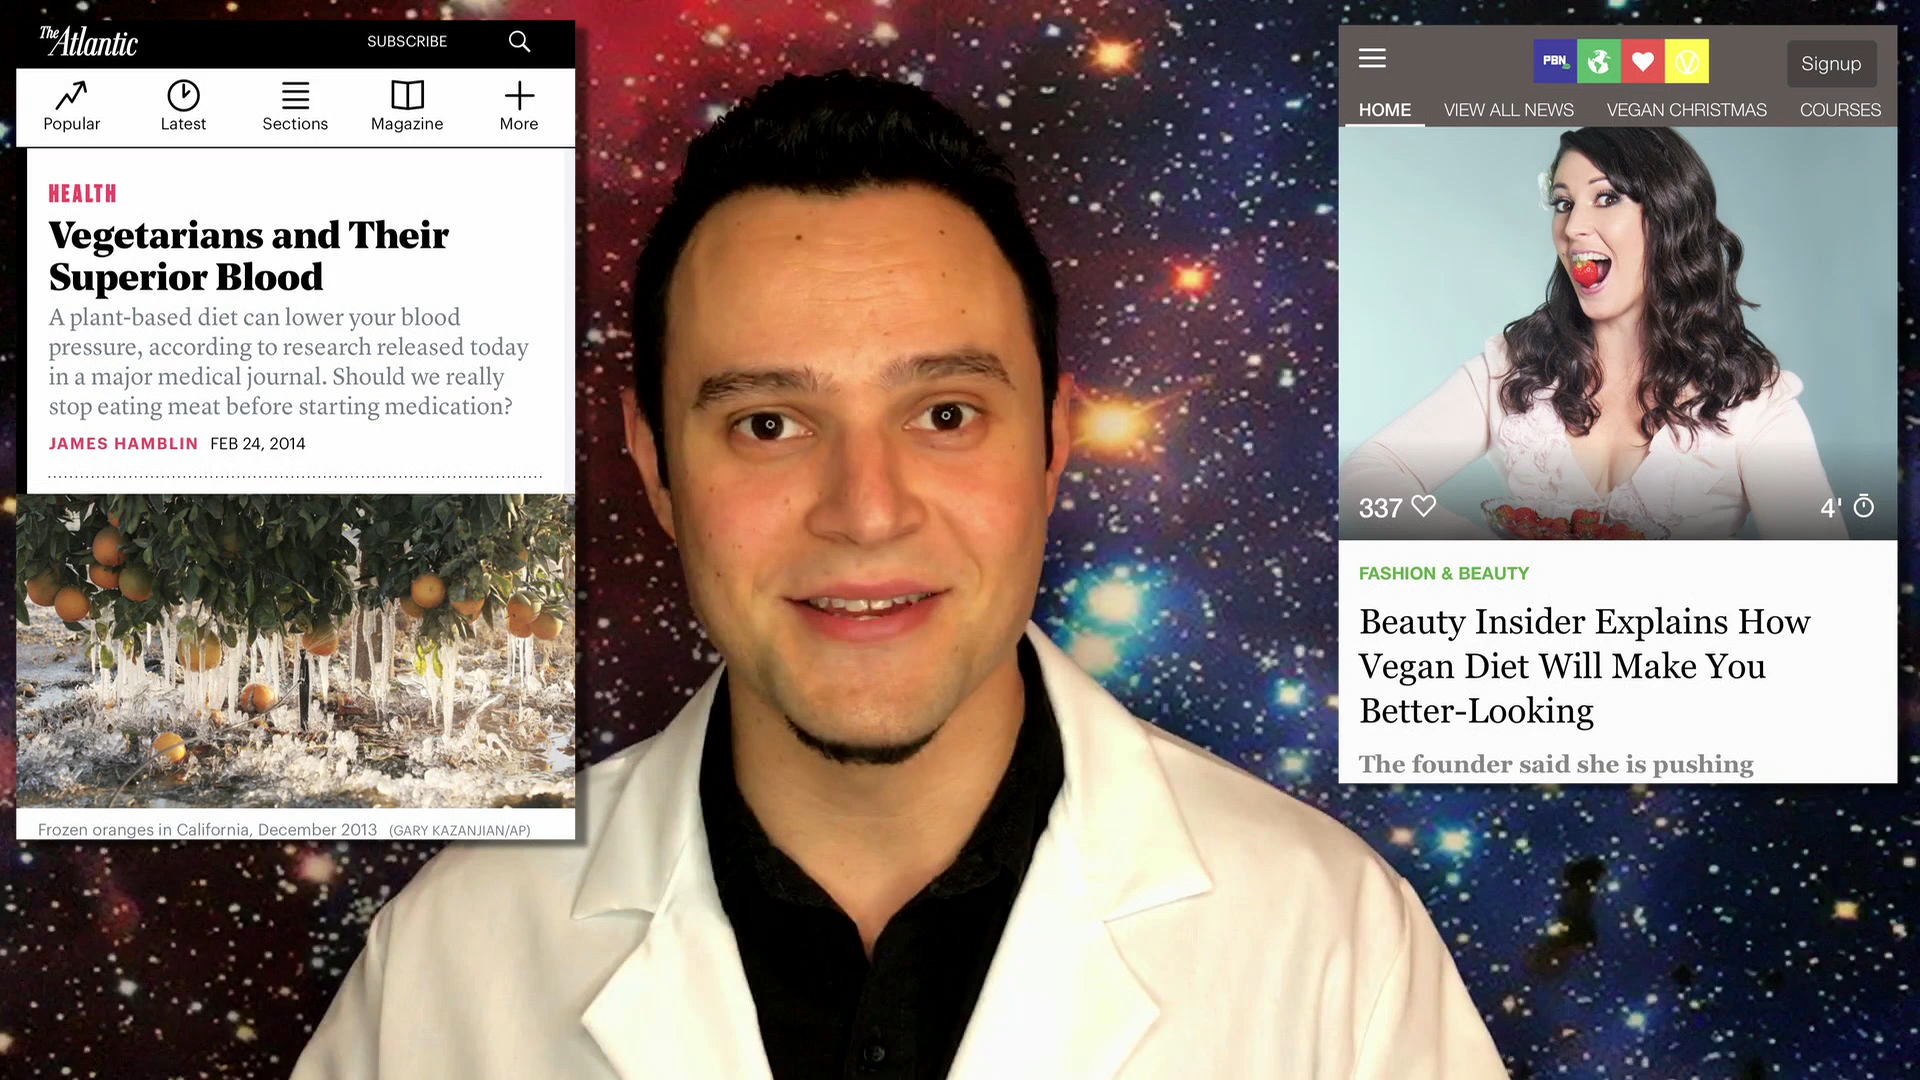 The Atlantic
SUBSCRIBE
Popular
Latest
Sections
Magazine
More
HEALTH
Vegetarians and Their
Superior Blood
A plant-based diet can lower your blood
pressure, according to research released today
in a major medical journal. Should we really
stop eating meat before starting medication?
JAMES HAMBLIN FEB 24, 2014
Frozen oranges in California, December 2013 (GARY KAZANJIAN/AP)
PBN
Signup
HOME
VIEW ALL NEWS
VEGAN CHRISTMAS
COURSES
337
4'
FASHION & BEAUTY
Beauty Insider Explains How
Vegan Diet Will Make You
Better-Looking
The founder said she is pushing